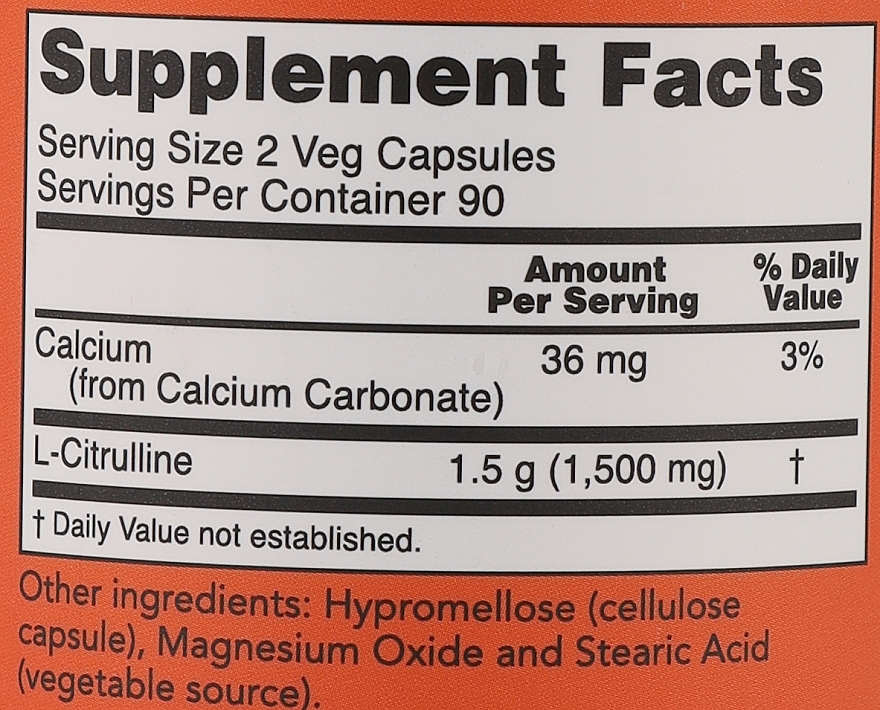 Supplement Facts
Serving Size 2 Veg Capsules
Servings Per Container 90
Amount Per Serving % Daily Value
Calcium 36 mg 3%
(from Calcium Carbonate)
L-Citrulline 1.5 g (1,500 mg) †
† Daily Value not established.
Other ingredients: Hypromellose (cellulose
capsule), Magnesium Oxide and Stearic Acid
(vegetable source).